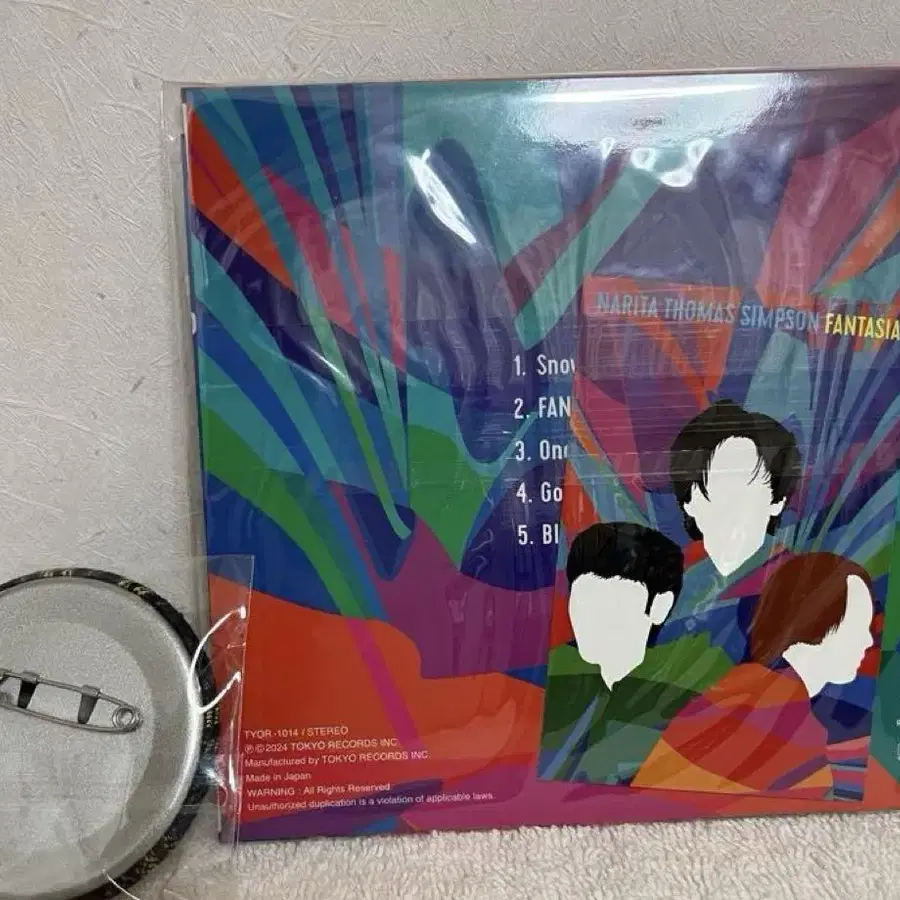 NARITA THOMAS SIMPSON FANTASIA
1. Snow
2. FAN
3. One
4. Go
5. Bl
TYOR-1014 / STEREO
℗©2024 TOKYO RECORDS INC.
Manufactured by TOKYO RECORDS INC.
Made in Japan
WARNING : All Rights Reserved
Unauthorized duplication is a violation of applicable laws.